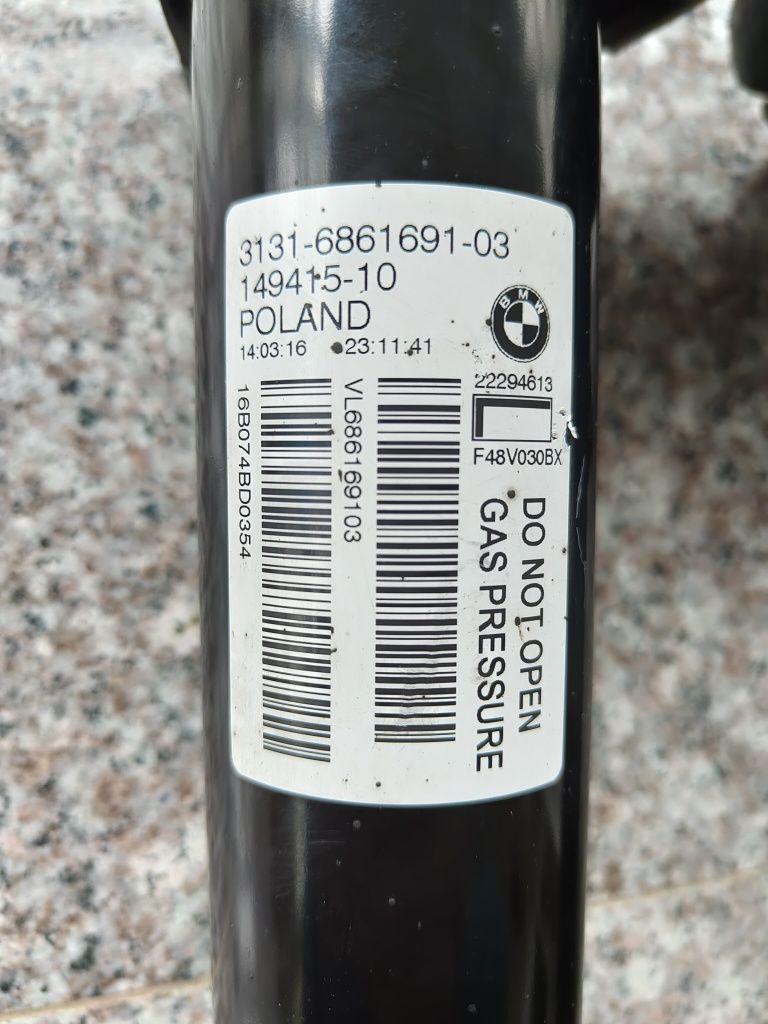 3131-6861691-03
149415-10
POLAND
14:03:16 23:11:41
BMW
22294613
L
F48V030BX
16B074BD0354
VL686169103
DO NOT OPEN
GAS PRESSURE